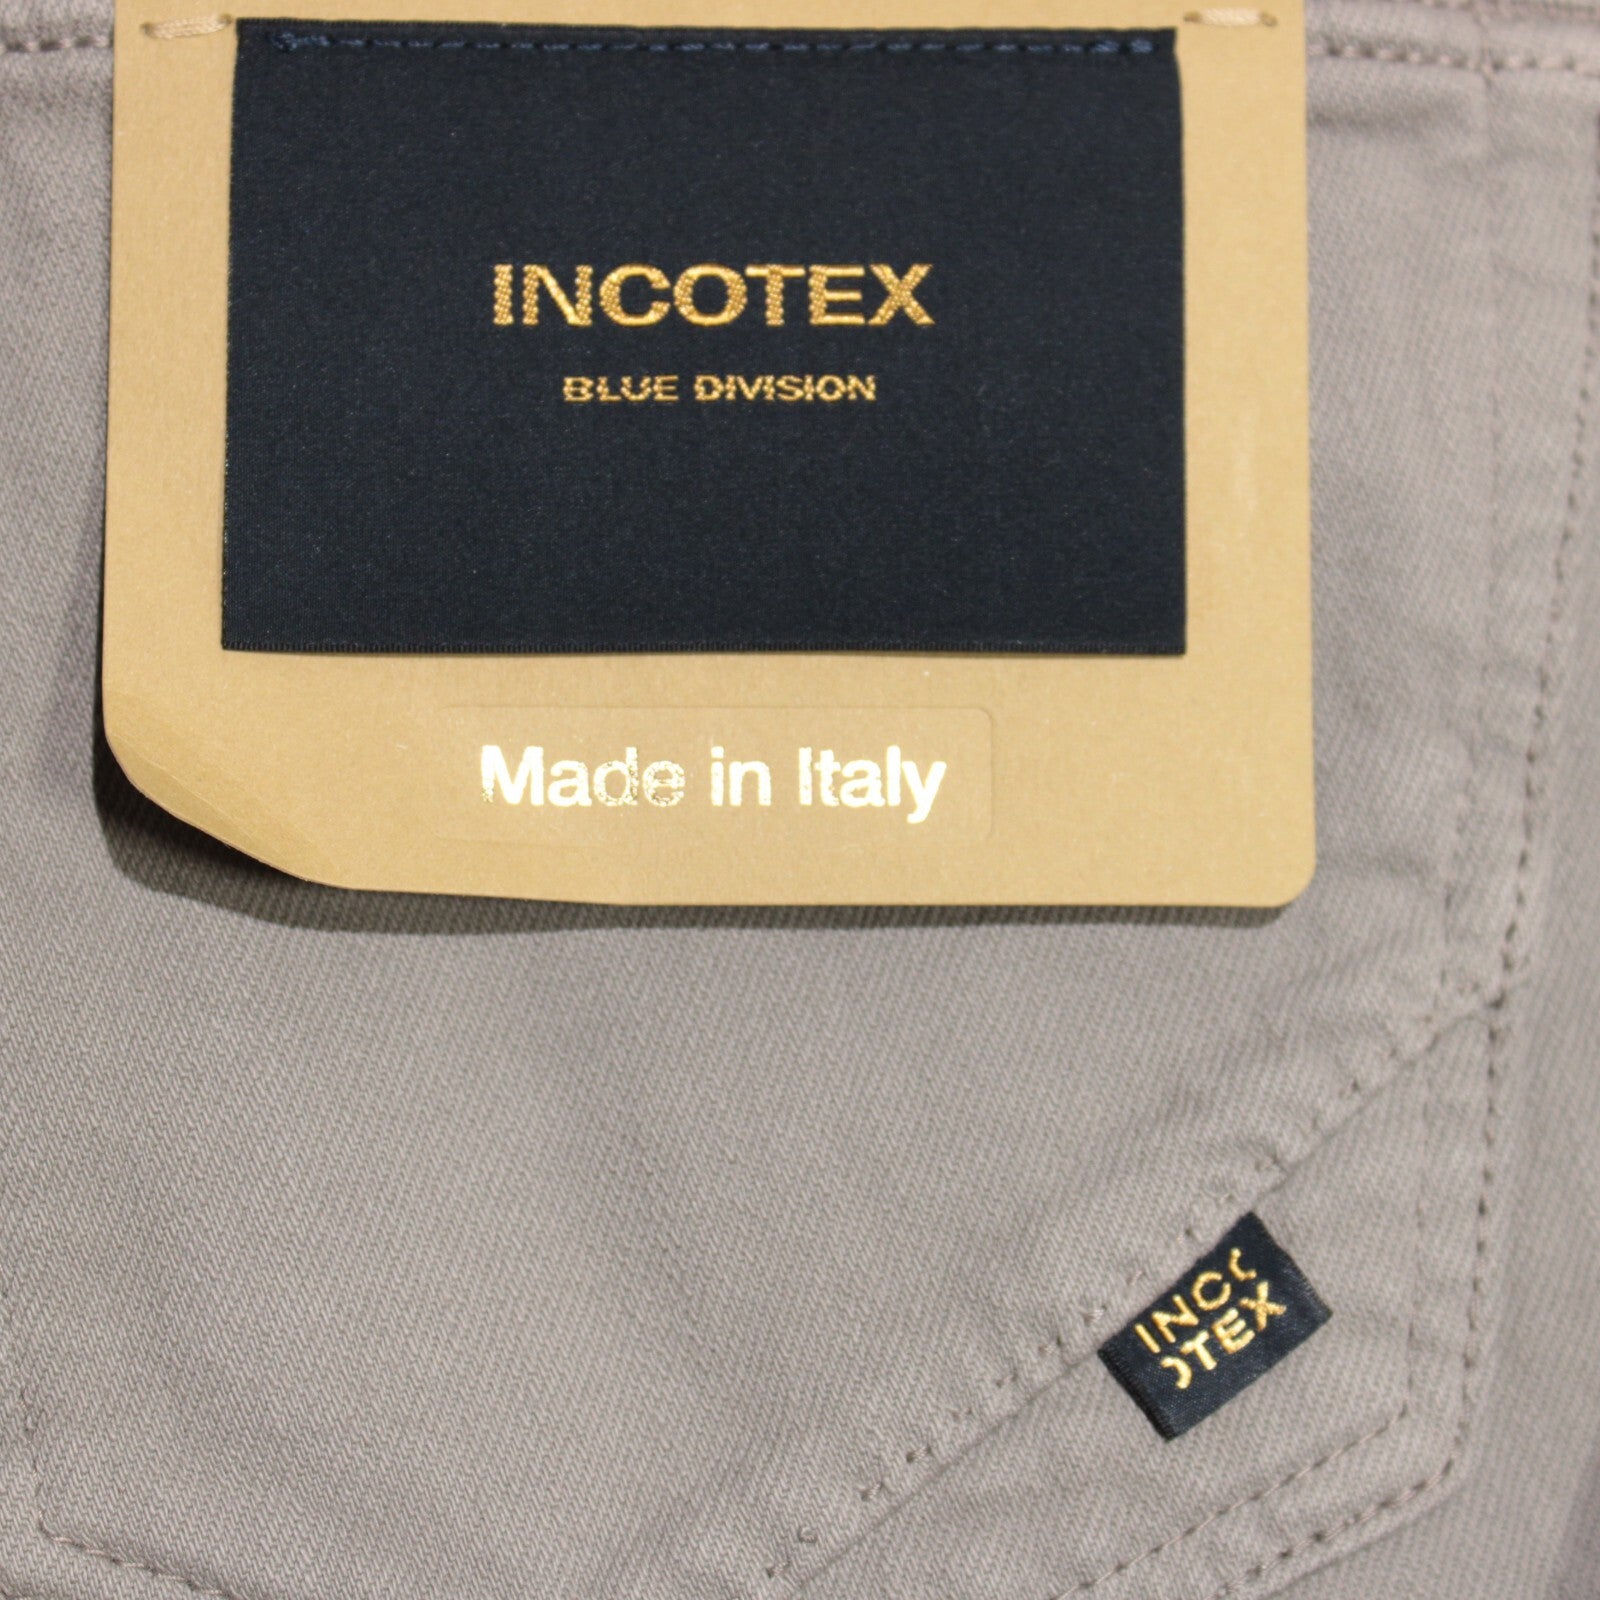 INCOTEX
BLUE DIVISION
Made in Italy
INCO
OTEX